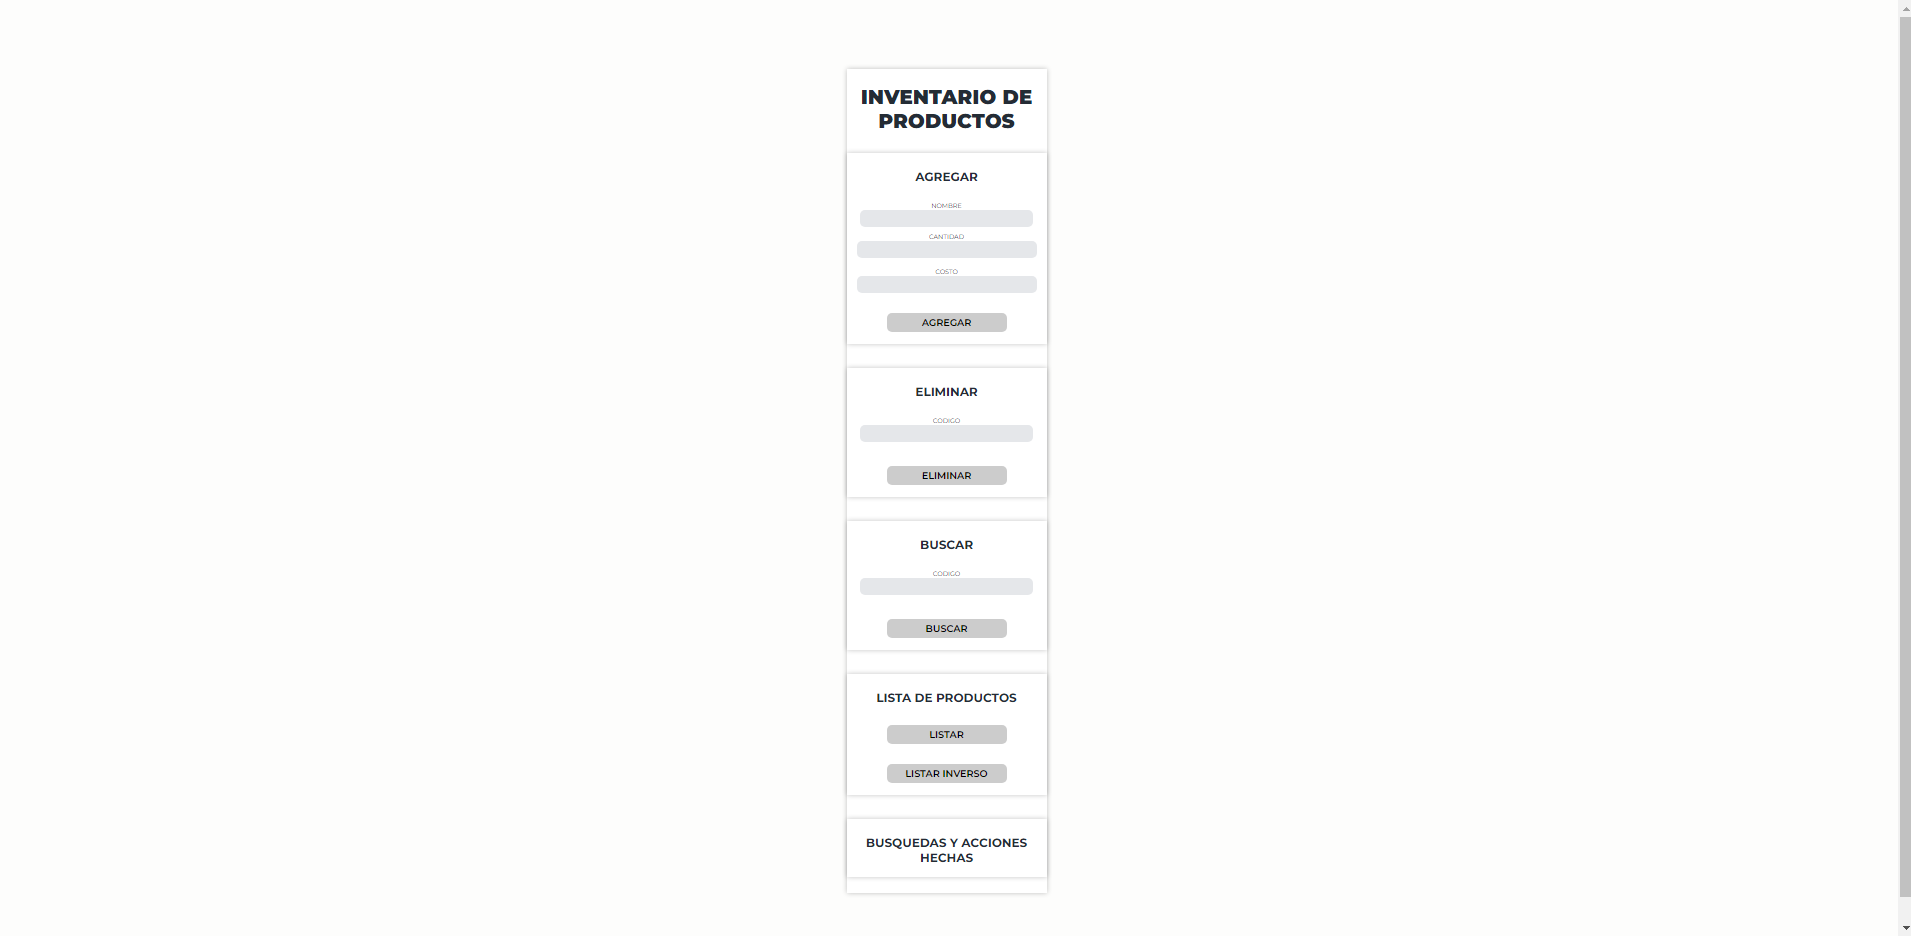 INVENTARIO DE
PRODUCTOS
AGREGAR
NOMBRE
CANTIDAD
COSTO
AGREGAR
ELIMINAR
CODIGO
ELIMINAR
BUSCAR
CODIGO
BUSCAR
LISTA DE PRODUCTOS
LISTAR
LISTAR INVERSO
BUSQUEDAS Y ACCIONES
HECHAS